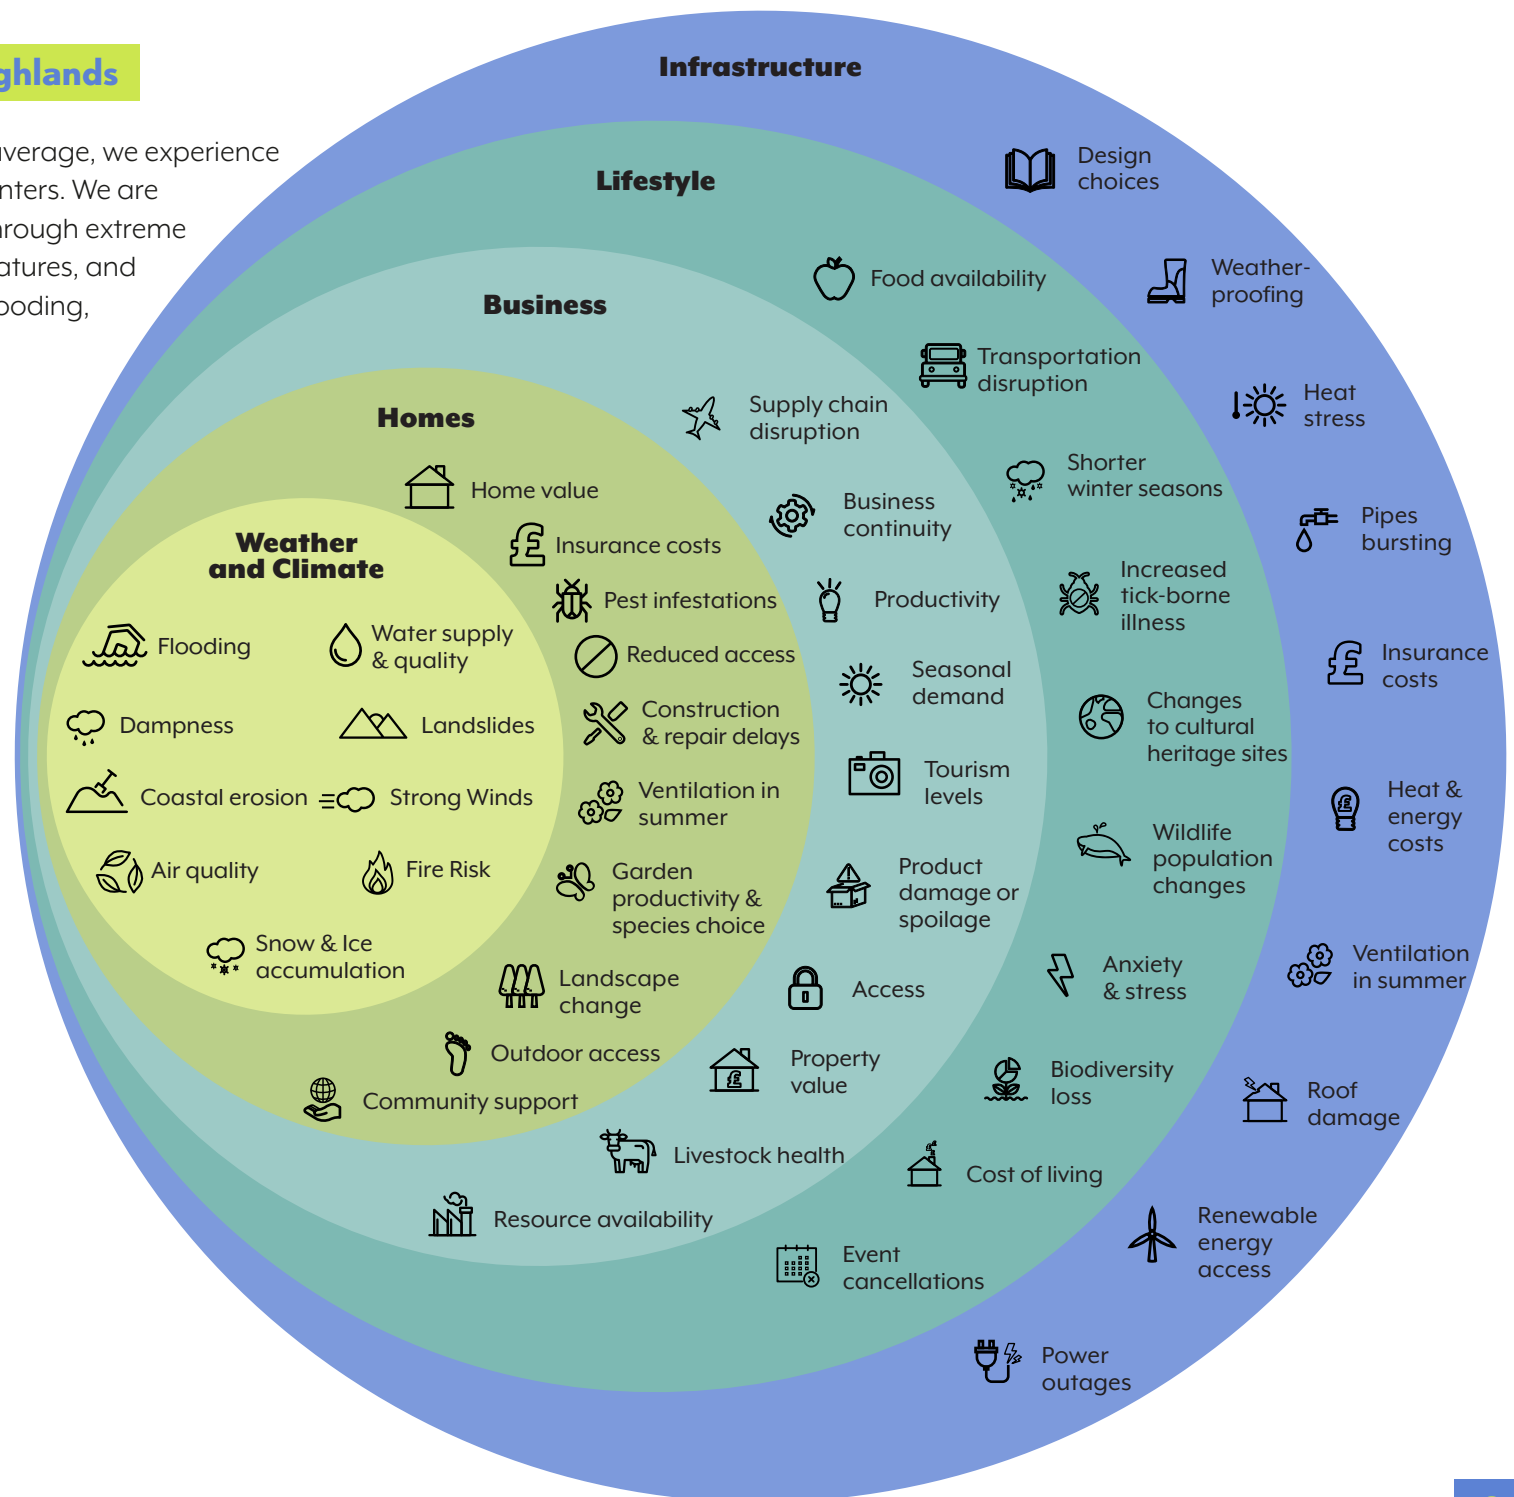 ghlands
average, we experience
nters. We are
hrough extreme
atures, and
ooding,
Infrastructure
Design
choices
Weather-
proofing
Heat
stress
Pipes
bursting
Insurance
costs
Heat &
energy
costs
Ventilation
in summer
Roof
damage
Renewable
energy
access
Power
outages
Lifestyle
Food availability
Transportation
disruption
Shorter
winter seasons
Increased
tick-borne
illness
Changes
to cultural
heritage sites
Wildlife
population
changes
Anxiety
& stress
Biodiversity
loss
Cost of living
Event
cancellations
Business
Supply chain
disruption
Business
continuity
Productivity
Seasonal
demand
Tourism
levels
Product
damage or
spoilage
Access
Property
value
Livestock health
Resource availability
Homes
Home value
Insurance costs
Pest infestations
Reduced access
Construction
& repair delays
Ventilation in
summer
Garden
productivity &
species choice
Landscape
change
Outdoor access
Community support
Weather
and Climate
Flooding
Water supply
& quality
Dampness
Landslides
Coastal erosion
Strong Winds
Air quality
Fire Risk
Snow & Ice
accumulation